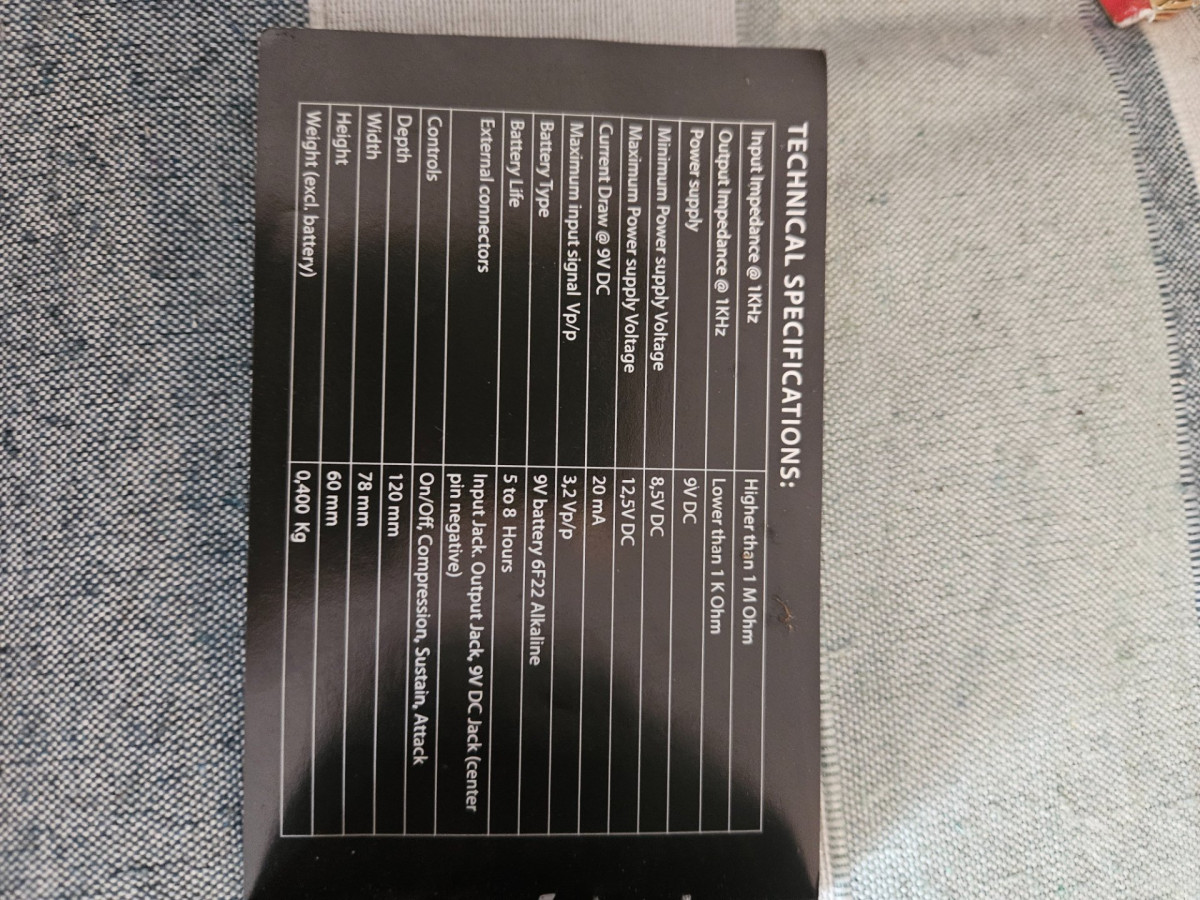 TECHNICAL SPECIFICATIONS:
Input Impedance @ 1KHz Higher than 1 M Ohm
Output Impedance @ 1KHz Lower than 1 K Ohm
Power supply 9V DC
Minimum Power supply Voltage 8,5V DC
Maximum Power supply Voltage 12,5V DC
Current Draw @ 9V DC 20 mA
Maximum input signal Vp/p 3,2 Vp/p
Battery Type 9V battery 6F22 Alkaline
Battery Life 5 to 8 Hours
External connectors Input Jack. Output Jack, 9V DC Jack (center
pin negative)
Controls On/Off, Compression, Sustain, Attack
Depth 120 mm
Width 78 mm
Height 60 mm
Weight (excl. battery) 0,400 Kg